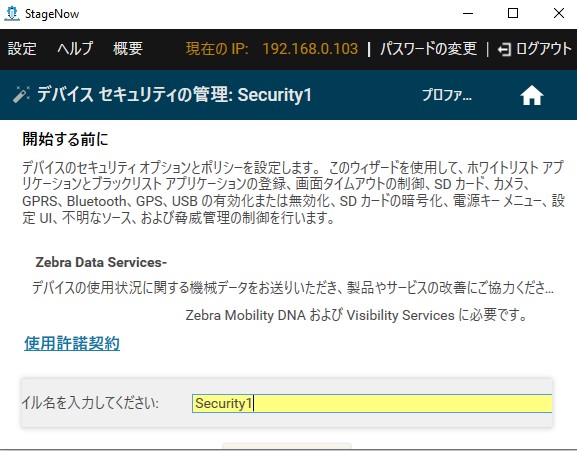 StageNow
設定 ヘルプ 概要 現在の IP: 192.168.0.103 | パスワードの変更 | ログアウト
デバイス セキュリティの管理: Security1 プロファ...
開始する前に
デバイスのセキュリティ オプションとポリシーを設定します。 このウィザードを使用して、ホワイトリスト アプ
リケーションとブラックリスト アプリケーションの登録、画面タイムアウトの制御、SD カード、カメラ、
GPRS、Bluetooth、GPS、USB の有効化または無効化、SD カードの暗号化、電源キー メニュー、設
定 UI、不明なソース、および脅威管理の制御を行います。
Zebra Data Services-
デバイスの使用状況に関する機械データをお送りいただき、製品やサービスの改善にご協力くださ...
Zebra Mobility DNA および Visibility Services に必要です。
使用許諾契約
イル名を入力してください: Security1